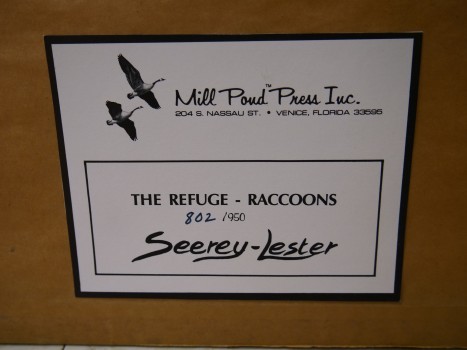 Mill Pond™ Press Inc.
204 S. NASSAU ST. • VENICE, FLORIDA 33595
THE REFUGE - RACCOONS
802 /950
Seerey-Lester